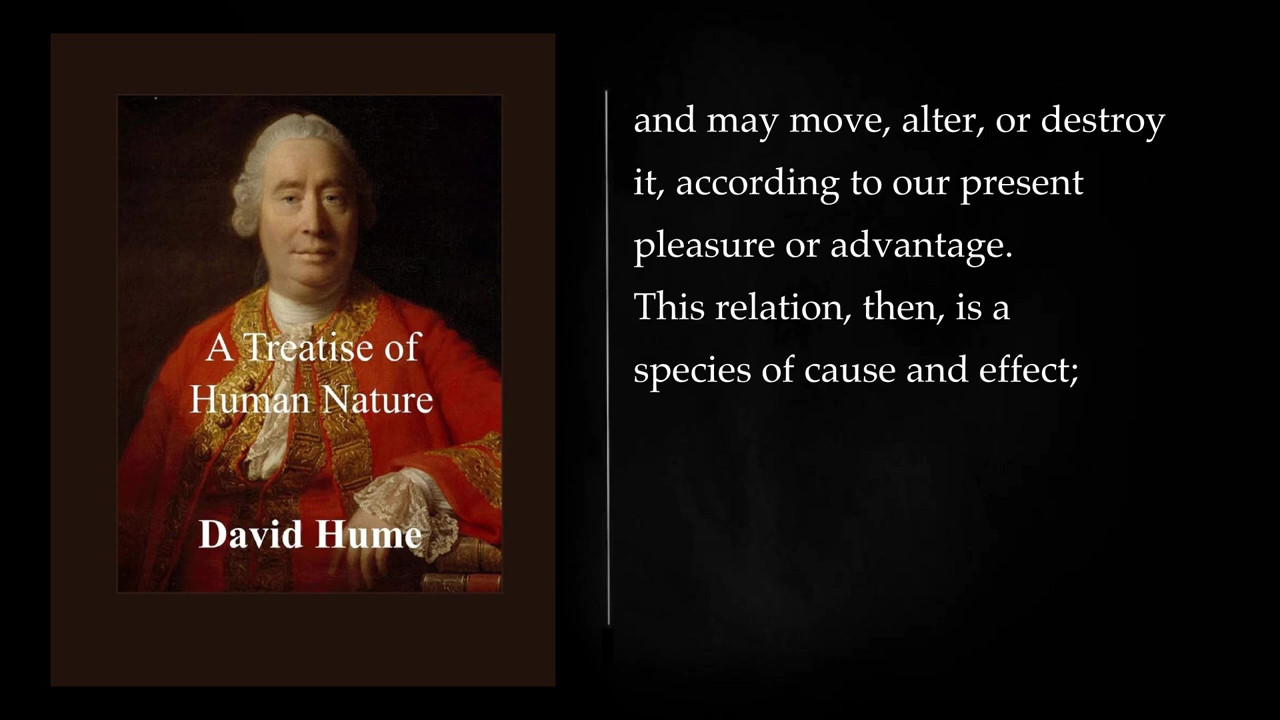 A Treatise of
Human Nature
David Hume
and may move, alter, or destroy
it, according to our present
pleasure or advantage.
This relation, then, is a
species of cause and effect;